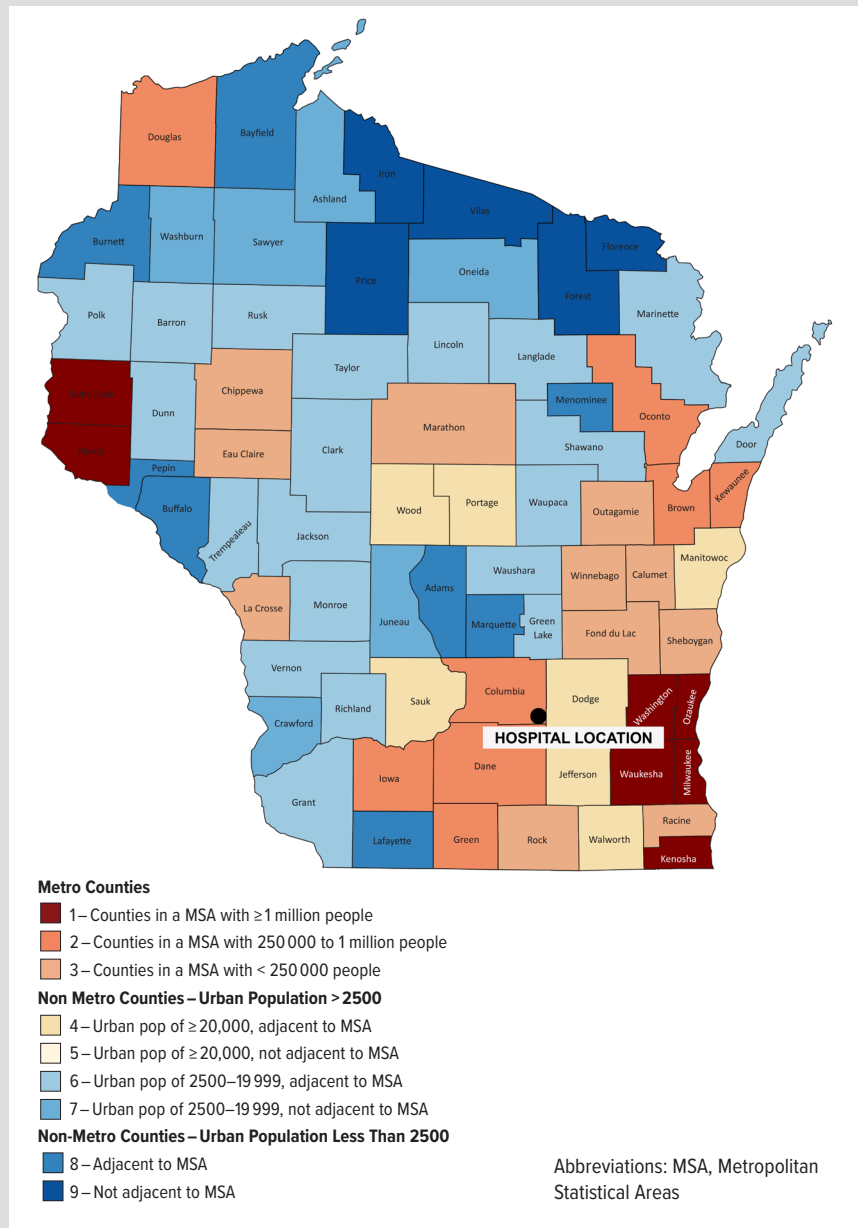 Douglas
Bayfield
Iron
Ashland
Vilas
Florence
Burnett
Washburn
Sawyer
Oneida
Price
Forest
Marinette
Polk
Barron
Rusk
Lincoln
Langlade
Taylor
Chippewa
Menominee
Oconto
Dunn
Marathon
Door
Shawano
Clark
Eau Claire
Pepin
Kewaunee
Buffalo
Wood
Portage
Waupaca
Outagamie
Brown
Trempealeau
Jackson
Manitowoc
Waushara
Winnebago
Calumet
Adams
La Crosse
Monroe
Juneau
Marquette
Green
Lake
Fond du Lac
Sheboygan
Vernon
Columbia
Dodge
Washington
Ozaukee
Sauk
Richland
Crawford
HOSPITAL LOCATION
Dane
Jefferson
Waukesha
Milwaukee
Iowa
Grant
Racine
Lafayette
Green
Rock
Walworth
Kenosha
Metro Counties
1 – Counties in a MSA with ≥ 1 million people
2 – Counties in a MSA with 250 000 to 1 million people
3 – Counties in a MSA with < 250 000 people
Non Metro Counties – Urban Population > 2500
4 – Urban pop of ≥ 20,000, adjacent to MSA
5 – Urban pop of ≥ 20,000, not adjacent to MSA
6 – Urban pop of 2500–19 999, adjacent to MSA
7 – Urban pop of 2500–19 999, not adjacent to MSA
Non-Metro Counties – Urban Population Less Than 2500
8 – Adjacent to MSA
9 – Not adjacent to MSA
Abbreviations: MSA, Metropolitan
Statistical Areas